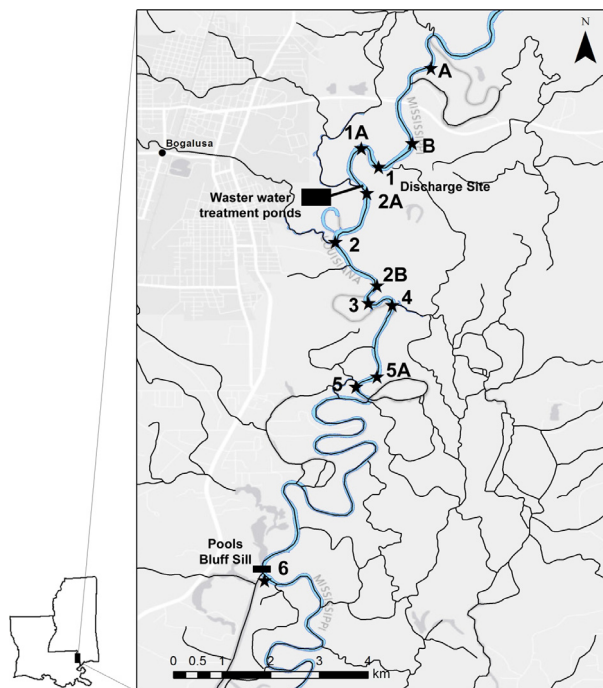 N
A
MISSISSIPPI
B
1A
1
Bogalusa
Discharge Site
Waster water
treatment ponds
2A
2
LOUISIANA
2B
3
4
5A
5
Pools
Bluff Sill
6
MISSISSIPPI
0 0.5 1 2 3 4
km